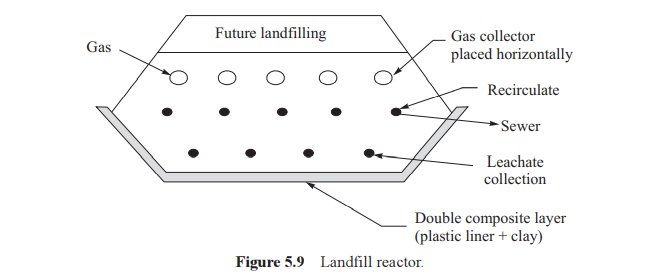 Future landfilling
Gas
Gas collector
placed horizontally
Recirculate
Sewer
Leachate
collection
Double composite layer
(plastic liner + clay)
Figure 5.9 Landfill reactor.